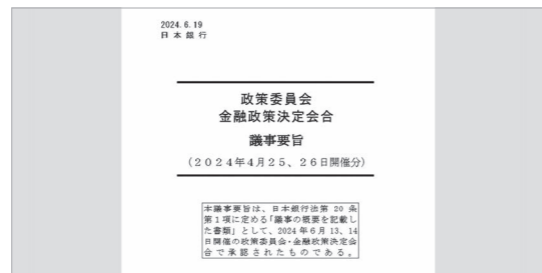 2024.6.19
日本銀行
政策委員会
金融政策決定会合
議事要旨
(2024年4月25、26日開催分)
本議事要旨は、日本銀行法第20条
第1項に定める「議事の概要を記載し
た書類」として、2024年6月13、14
日開催の政策委員会・金融政策決定会
合で承認されたものである。